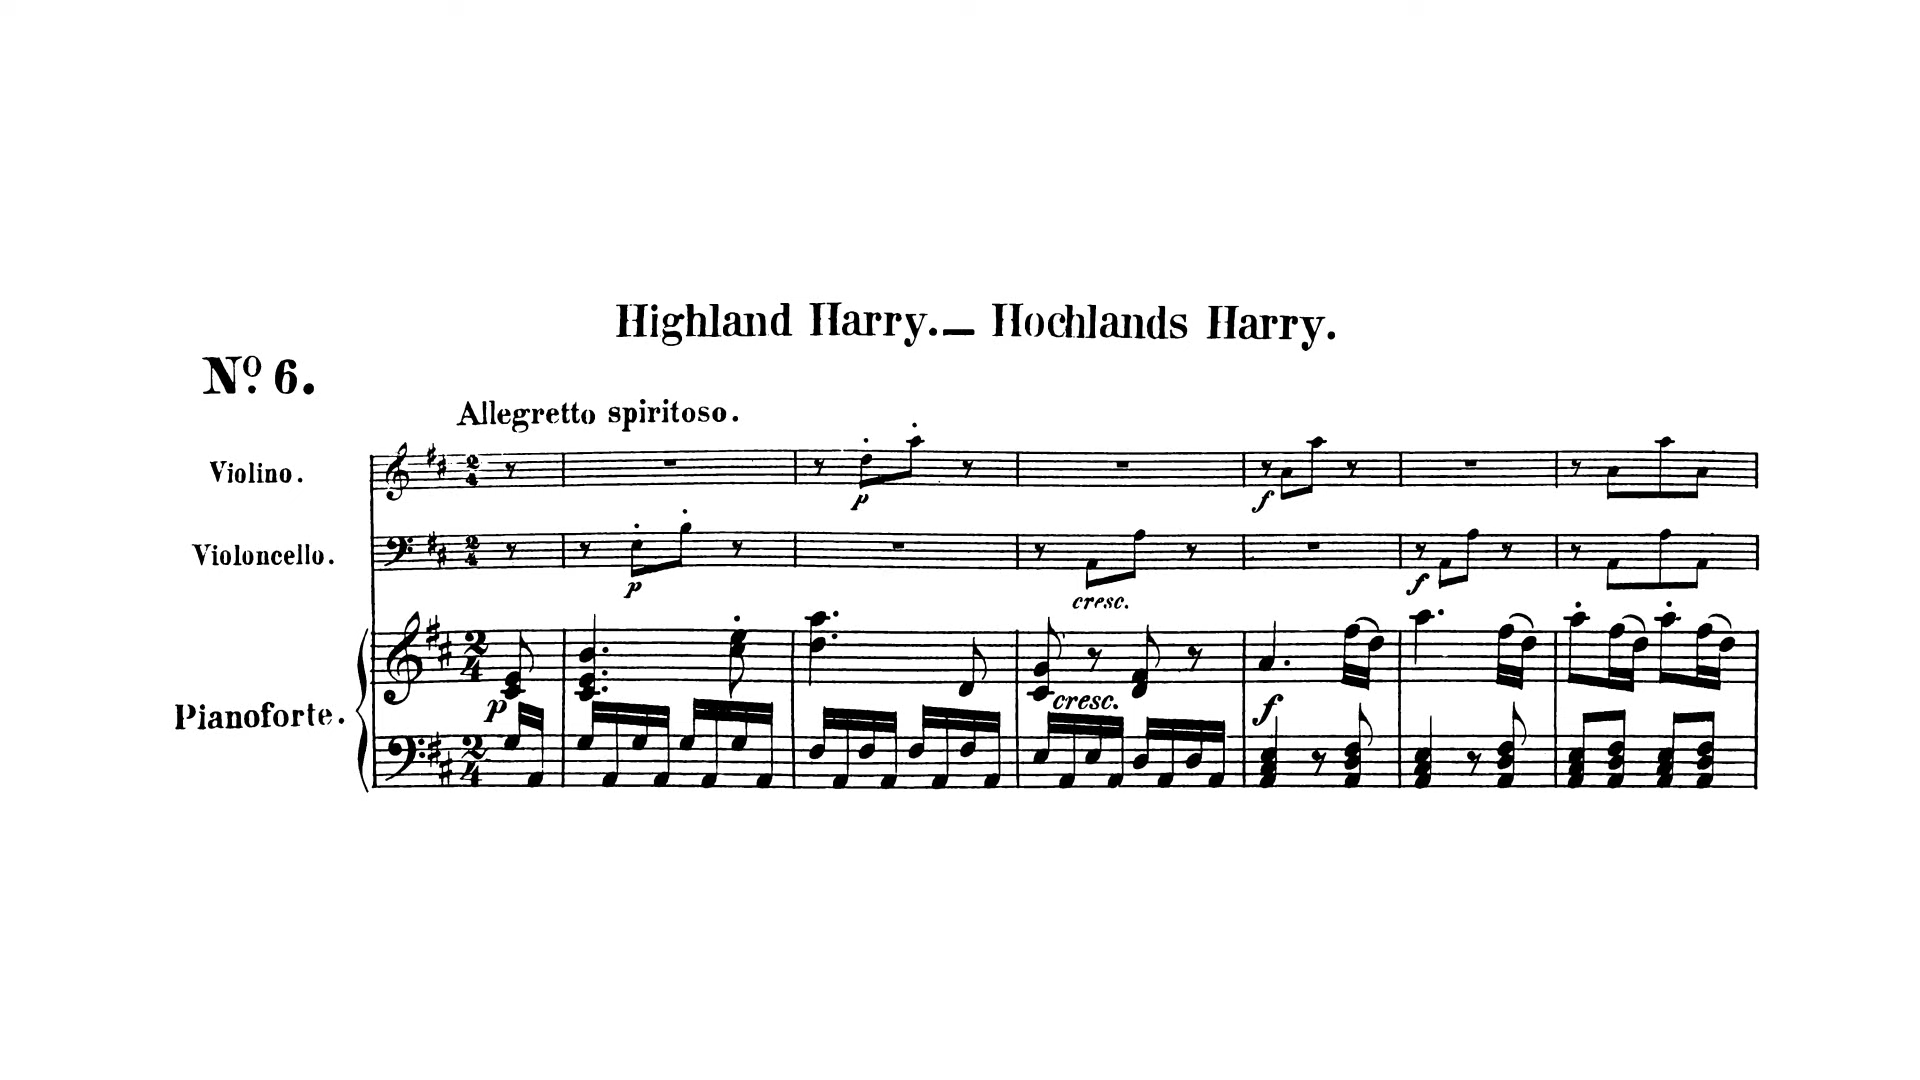 Highland Harry. — Hochlands Harry.
No. 6.
Allegretto spiritoso.
Violino.
p
f
Violoncello.
p
cresc.
f
Pianoforte.
p
cresc.
f